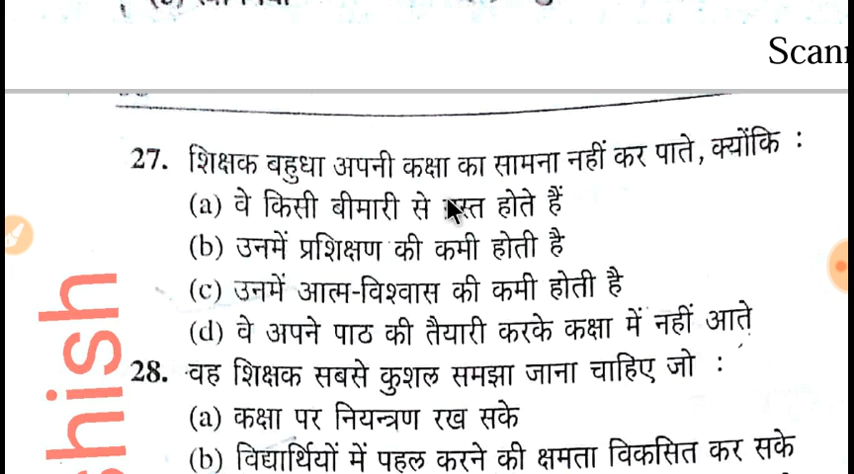 Scan
27. शिक्षक बहुधा अपनी कक्षा का सामना नहीं कर पाते, क्योंकि :
(a) वे किसी बीमारी से होते हैं
(b) उनमें प्रशिक्षण की कमी होती है
(c) उनमें आत्म-विश्वास की कमी होती है
(d) वे अपने पाठ की तैयारी करके कक्षा में नहीं आते
28. वह शिक्षक सबसे कुशल समझा जाना चाहिए जो :
(a) कक्षा पर नियन्त्रण रख सके
(b) विद्यार्थियों में पहल करने की क्षमता विकसित कर सके
hish